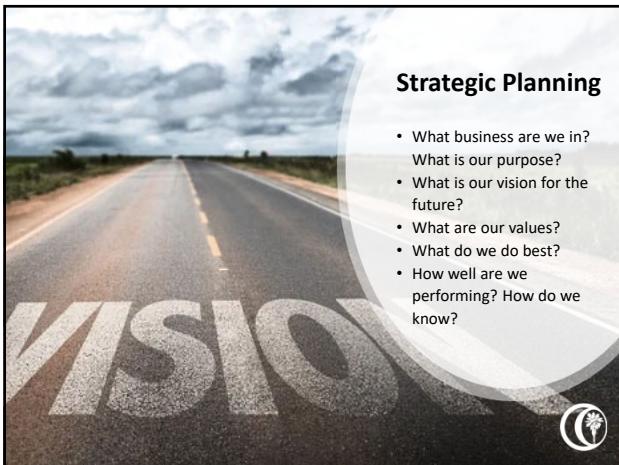 Strategic Planning
• What business are we in?
What is our purpose?
• What is our vision for the
future?
• What are our values?
• What do we do best?
• How well are we
performing? How do we
know?
VISION